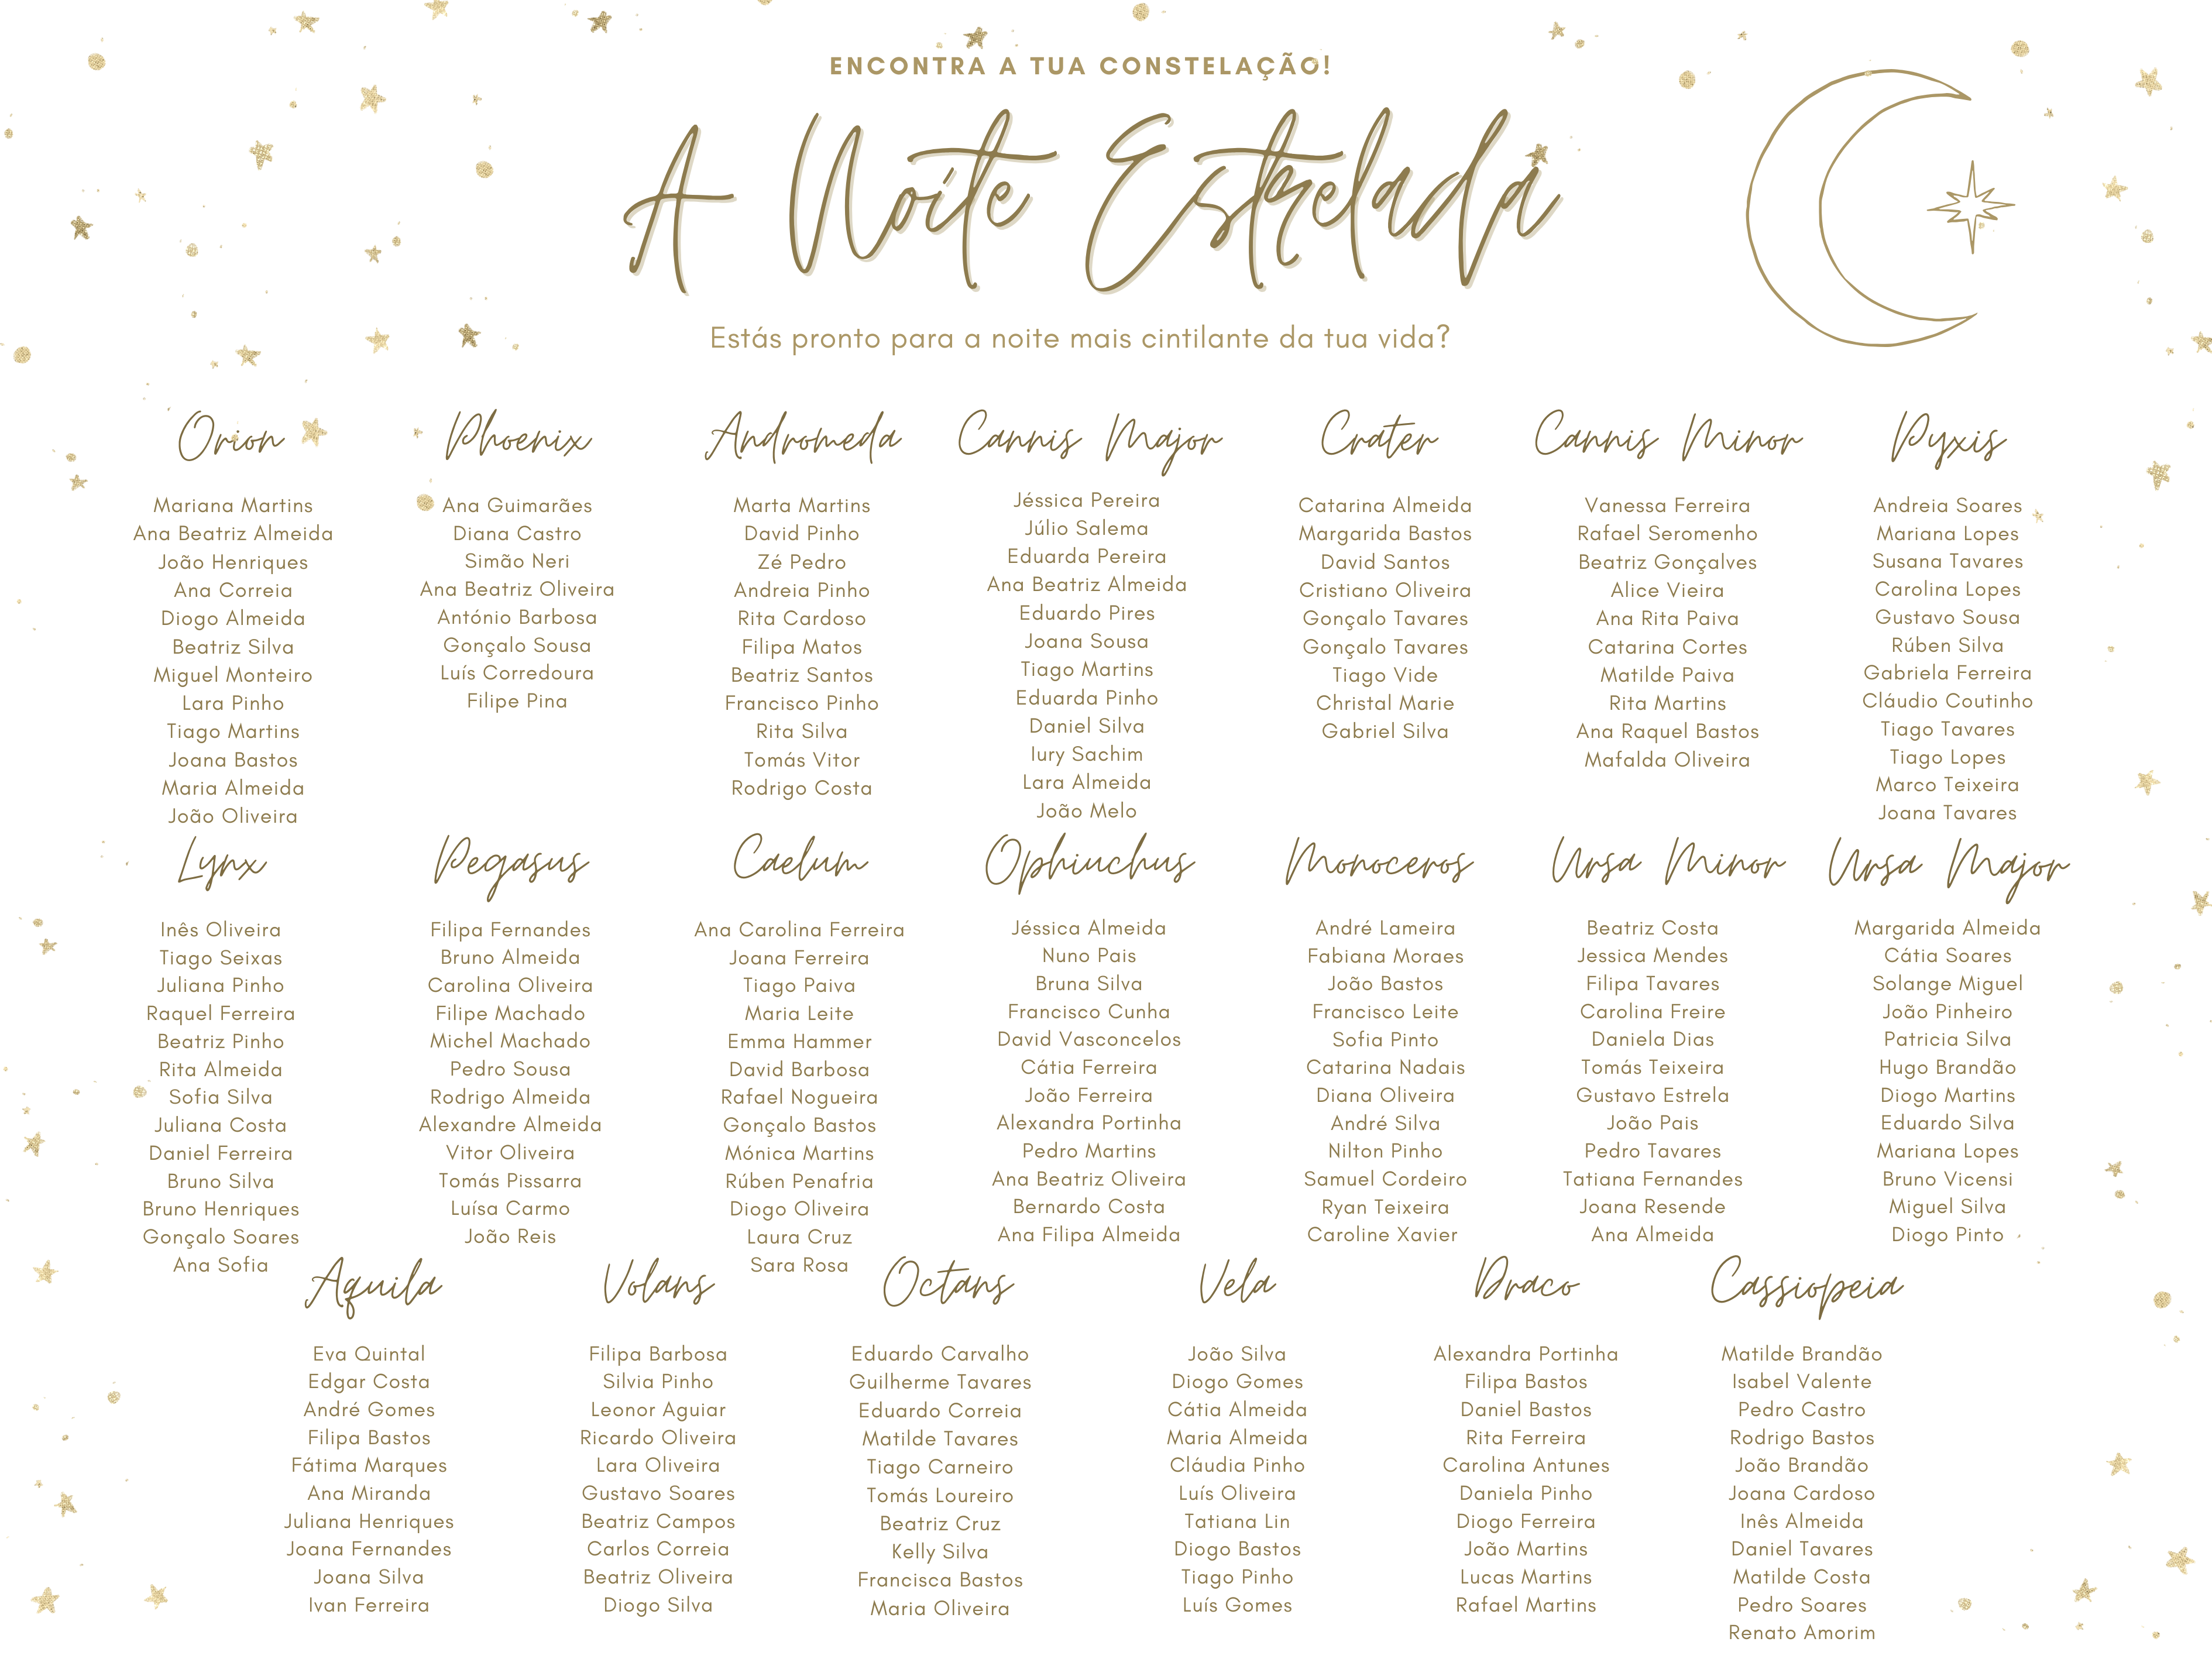 ENCONTRA A TUA CONSTELAÇÃO!
A Noite Estrelada
Estás pronto para a noite mais cintilante da tua vida?
Orion
Mariana Martins
Ana Beatriz Almeida
João Henriques
Ana Correia
Diogo Almeida
Beatriz Silva
Miguel Monteiro
Lara Pinho
Tiago Martins
Joana Bastos
Maria Almeida
João Oliveira
Phoenix
Ana Guimarães
Diana Castro
Simão Neri
Ana Beatriz Oliveira
António Barbosa
Gonçalo Sousa
Luís Corredoura
Filipe Pina
Andromeda
Marta Martins
David Pinho
Zé Pedro
Andreia Pinho
Rita Cardoso
Filipa Matos
Beatriz Santos
Francisco Pinho
Rita Silva
Tomás Vitor
Rodrigo Costa
Cannis Major
Jéssica Pereira
Júlio Salema
Eduarda Pereira
Ana Beatriz Almeida
Eduardo Pires
Joana Sousa
Tiago Martins
Eduarda Pinho
Daniel Silva
Iury Sachim
Lara Almeida
João Melo
Crater
Catarina Almeida
Margarida Bastos
David Santos
Cristiano Oliveira
Gonçalo Tavares
Gonçalo Tavares
Tiago Vide
Christal Marie
Gabriel Silva
Cannis Minor
Vanessa Ferreira
Rafael Seromenho
Beatriz Gonçalves
Alice Vieira
Ana Rita Paiva
Catarina Cortes
Matilde Paiva
Rita Martins
Ana Raquel Bastos
Mafalda Oliveira
Pyxis
Andreia Soares
Mariana Lopes
Susana Tavares
Carolina Lopes
Gustavo Sousa
Rúben Silva
Gabriela Ferreira
Cláudio Coutinho
Tiago Tavares
Tiago Lopes
Marco Teixeira
Joana Tavares
Lynx
Inês Oliveira
Tiago Seixas
Juliana Pinho
Raquel Ferreira
Beatriz Pinho
Rita Almeida
Sofia Silva
Juliana Costa
Daniel Ferreira
Bruno Silva
Bruno Henriques
Gonçalo Soares
Ana Sofia
Pegasus
Filipa Fernandes
Bruno Almeida
Carolina Oliveira
Filipe Machado
Michel Machado
Pedro Sousa
Rodrigo Almeida
Alexandre Almeida
Vitor Oliveira
Tomás Pissarra
Luísa Carmo
João Reis
Caelum
Ana Carolina Ferreira
Joana Ferreira
Tiago Paiva
Maria Leite
Emma Hammer
David Barbosa
Rafael Nogueira
Gonçalo Bastos
Mónica Martins
Rúben Penafria
Diogo Oliveira
Laura Cruz
Sara Rosa
Ophiuchus
Jéssica Almeida
Nuno Pais
Bruna Silva
Francisco Cunha
David Vasconcelos
Cátia Ferreira
João Ferreira
Alexandra Portinha
Pedro Martins
Ana Beatriz Oliveira
Bernardo Costa
Ana Filipa Almeida
Monoceros
André Lameira
Fabiana Moraes
João Bastos
Francisco Leite
Sofia Pinto
Catarina Nadais
Diana Oliveira
André Silva
Nilton Pinho
Samuel Cordeiro
Ryan Teixeira
Caroline Xavier
Ursa Minor
Beatriz Costa
Jessica Mendes
Filipa Tavares
Carolina Freire
Daniela Dias
Tomás Teixeira
Gustavo Estrela
João Pais
Pedro Tavares
Tatiana Fernandes
Joana Resende
Ana Almeida
Ursa Major
Margarida Almeida
Cátia Soares
Solange Miguel
João Pinheiro
Patricia Silva
Hugo Brandão
Diogo Martins
Eduardo Silva
Mariana Lopes
Bruno Vicensi
Miguel Silva
Diogo Pinto
Aquila
Eva Quintal
Edgar Costa
André Gomes
Filipa Bastos
Fátima Marques
Ana Miranda
Juliana Henriques
Joana Fernandes
Joana Silva
Ivan Ferreira
Volans
Filipa Barbosa
Silvia Pinho
Leonor Aguiar
Ricardo Oliveira
Lara Oliveira
Gustavo Soares
Beatriz Campos
Carlos Correia
Beatriz Oliveira
Diogo Silva
Octans
Eduardo Carvalho
Guilherme Tavares
Eduardo Correia
Matilde Tavares
Tiago Carneiro
Tomás Loureiro
Beatriz Cruz
Kelly Silva
Francisca Bastos
Maria Oliveira
Vela
João Silva
Diogo Gomes
Cátia Almeida
Maria Almeida
Cláudia Pinho
Luís Oliveira
Tatiana Lin
Diogo Bastos
Tiago Pinho
Luís Gomes
Draco
Alexandra Portinha
Filipa Bastos
Daniel Bastos
Rita Ferreira
Carolina Antunes
Daniela Pinho
Diogo Ferreira
João Martins
Lucas Martins
Rafael Martins
Cassiopeia
Matilde Brandão
Isabel Valente
Pedro Castro
Rodrigo Bastos
João Brandão
Joana Cardoso
Inês Almeida
Daniel Tavares
Matilde Costa
Pedro Soares
Renato Amorim